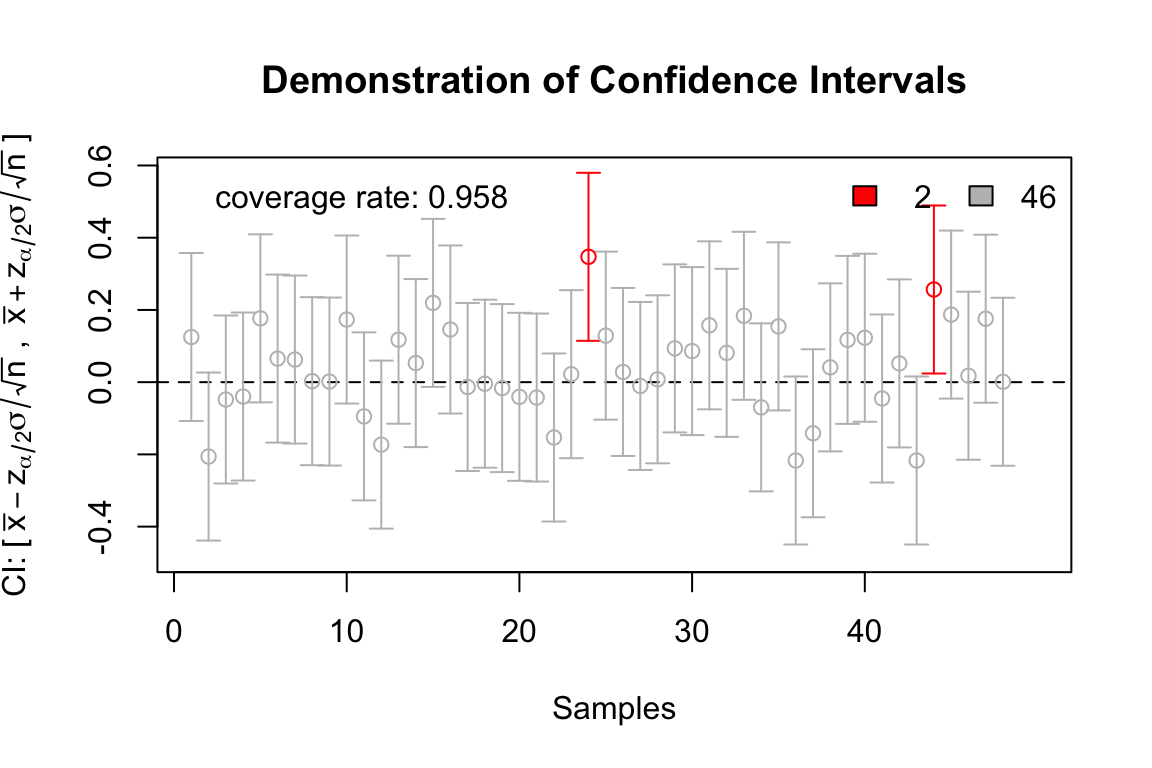 Demonstration of Confidence Intervals
CI: [ x̅ − zα/2σ/√n , x̅ + zα/2σ/√n ]
0.6
0.4
0.2
0.0
-0.4
coverage rate: 0.958
2 46
0 10 20 30 40
Samples